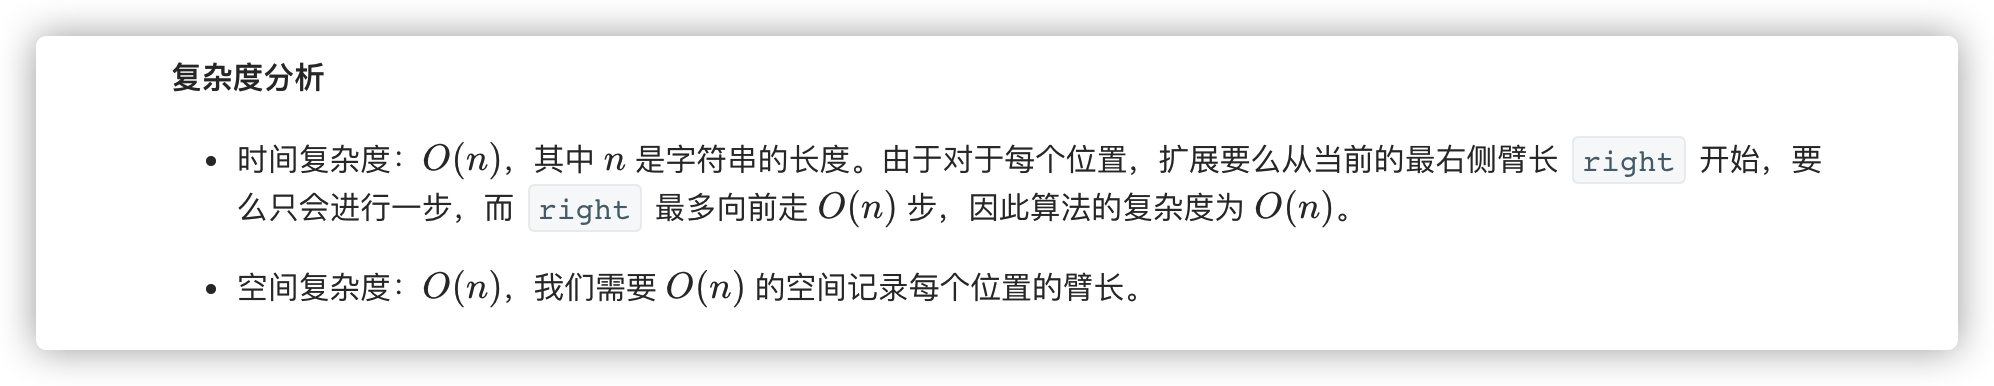 复杂度分析
• 时间复杂度：O(n)，其中 n 是字符串的长度。由于对于每个位置，扩展要么从当前的最右侧臂长 right 开始，要
么只会进行一步，而 right 最多向前走 O(n) 步，因此算法的复杂度为 O(n)。
• 空间复杂度：O(n)，我们需要 O(n) 的空间记录每个位置的臂长。